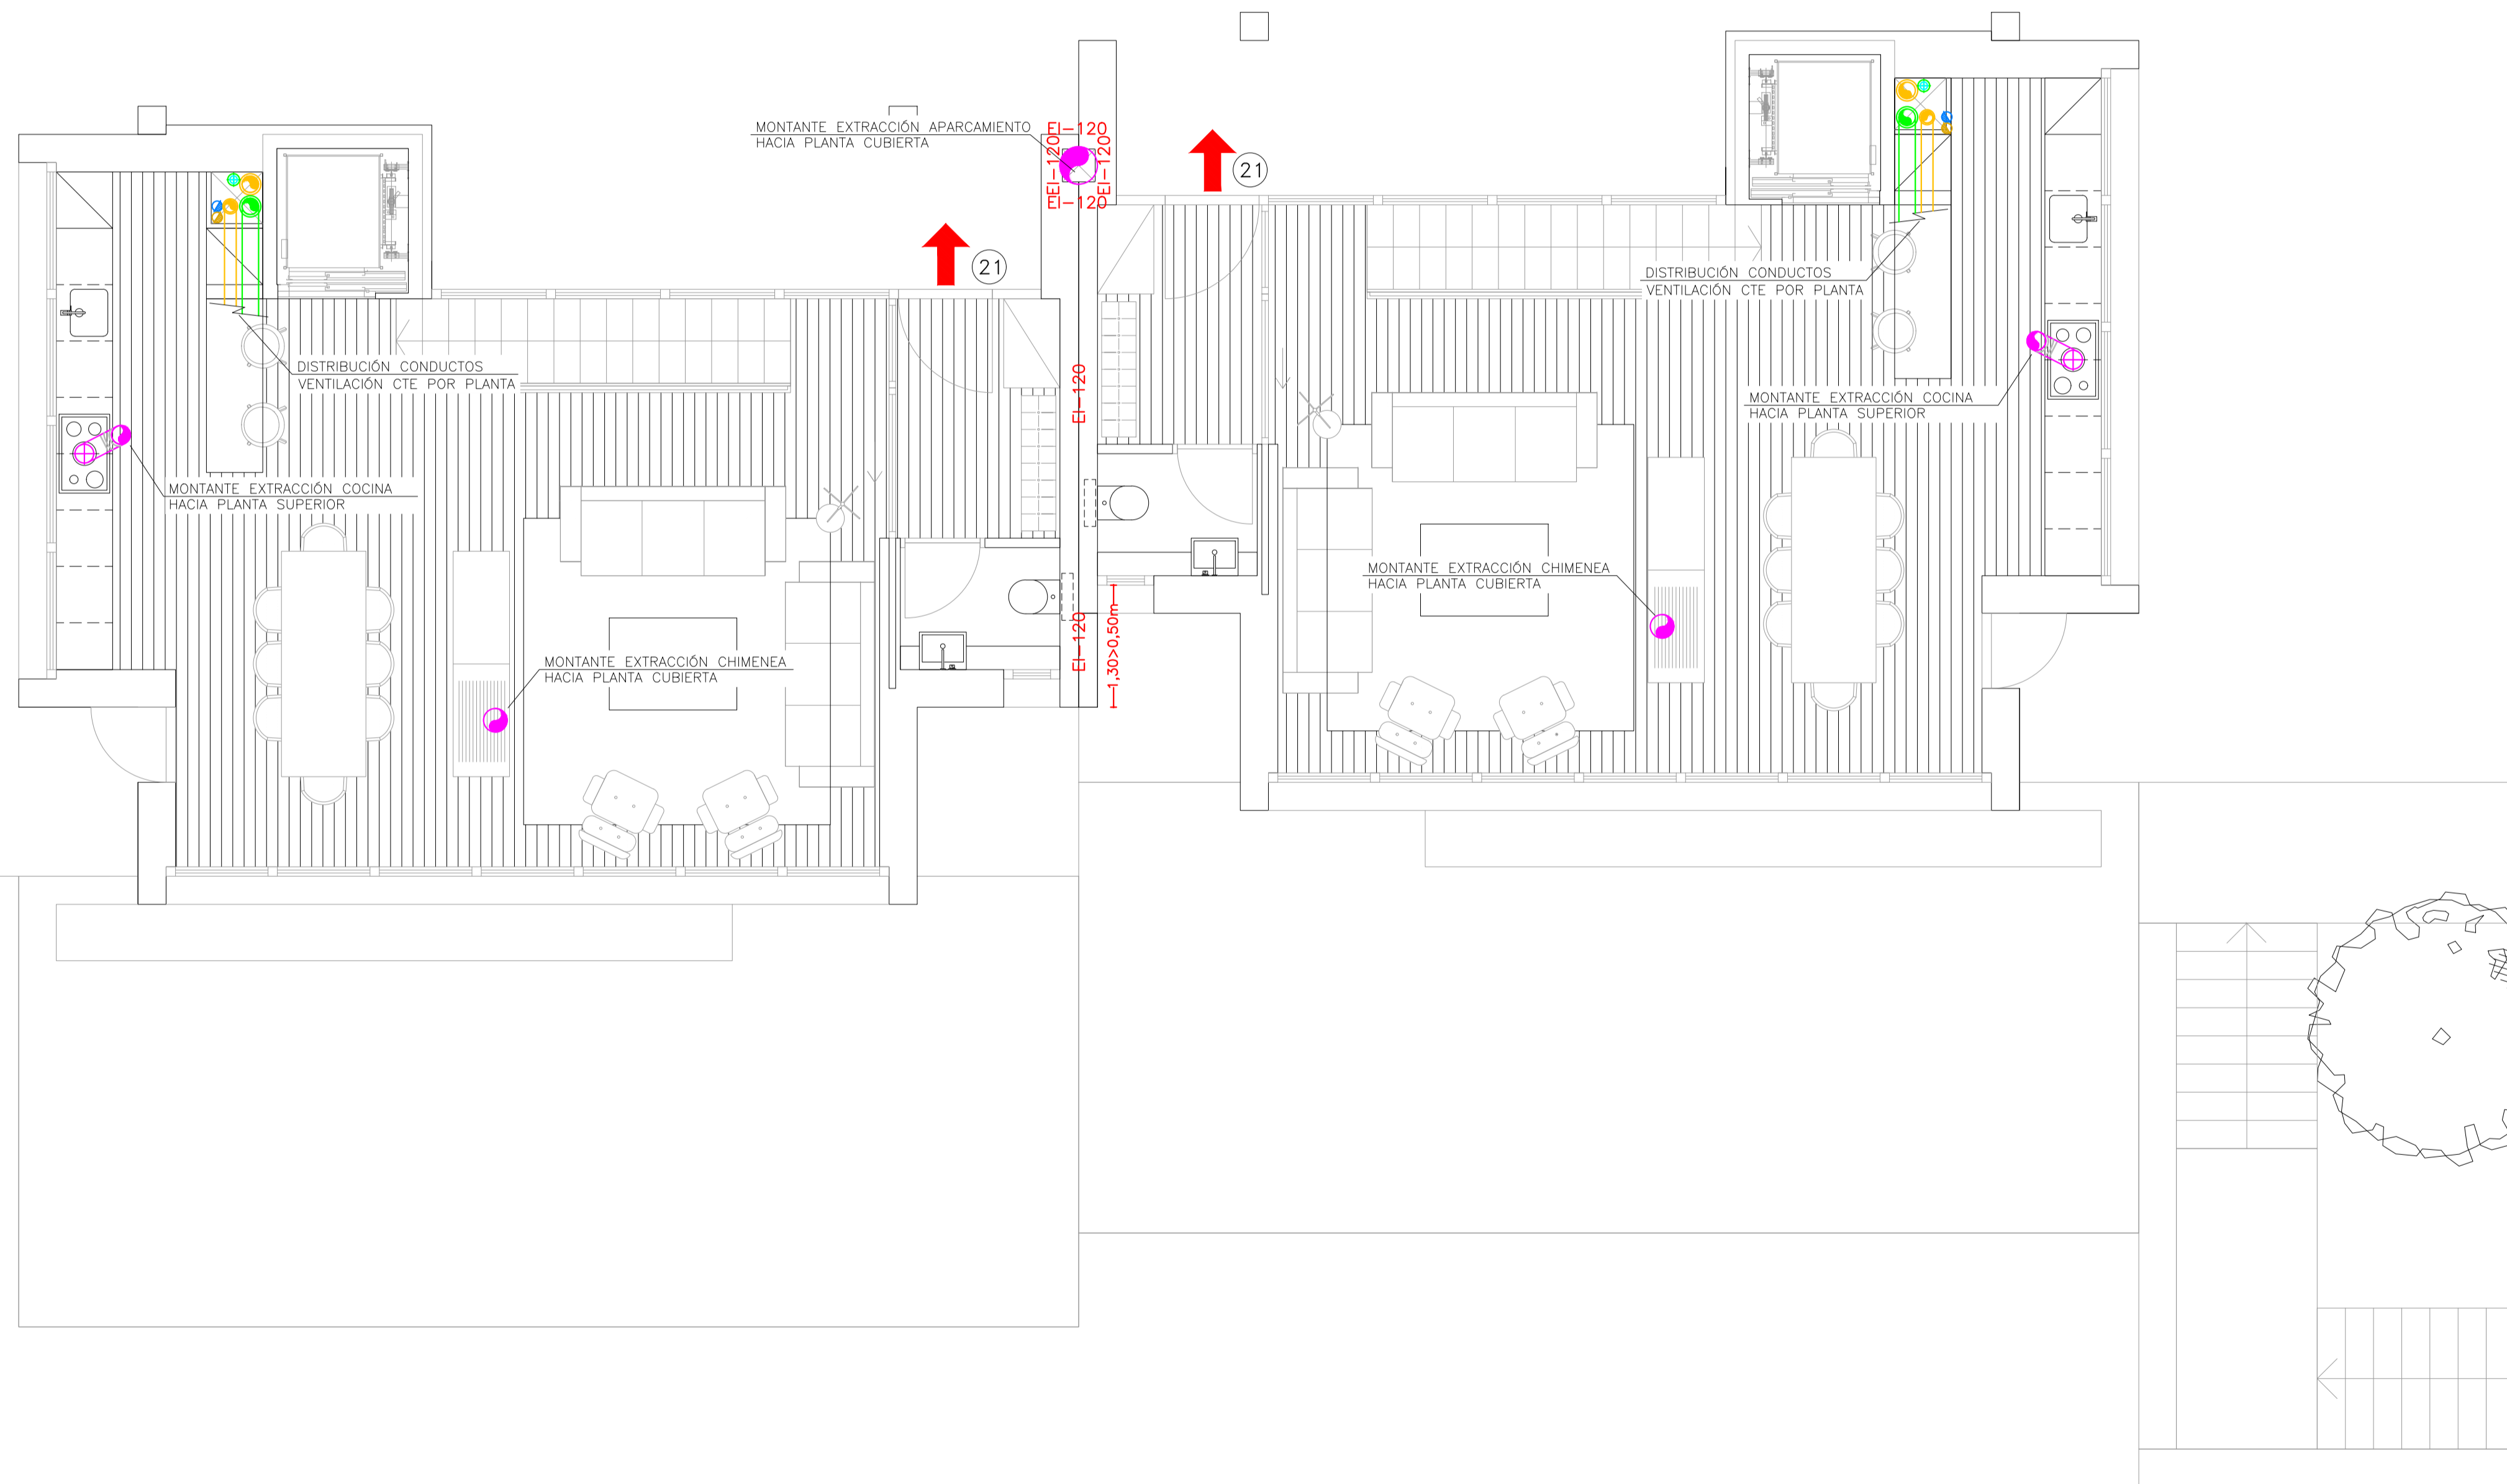 MONTANTE EXTRACCIÓN APARCAMIENTO
HACIA PLANTA CUBIERTA
EI-120
EI-120
EI-120
EI-120
21
21
DISTRIBUCIÓN CONDUCTOS
VENTILACIÓN CTE POR PLANTA
DISTRIBUCIÓN CONDUCTOS
VENTILACIÓN CTE POR PLANTA
EI-120
MONTANTE EXTRACCIÓN COCINA
HACIA PLANTA SUPERIOR
MONTANTE EXTRACCIÓN COCINA
HACIA PLANTA SUPERIOR
MONTANTE EXTRACCIÓN CHIMENEA
HACIA PLANTA CUBIERTA
EI-120
1,30>0,50m
MONTANTE EXTRACCIÓN CHIMENEA
HACIA PLANTA CUBIERTA